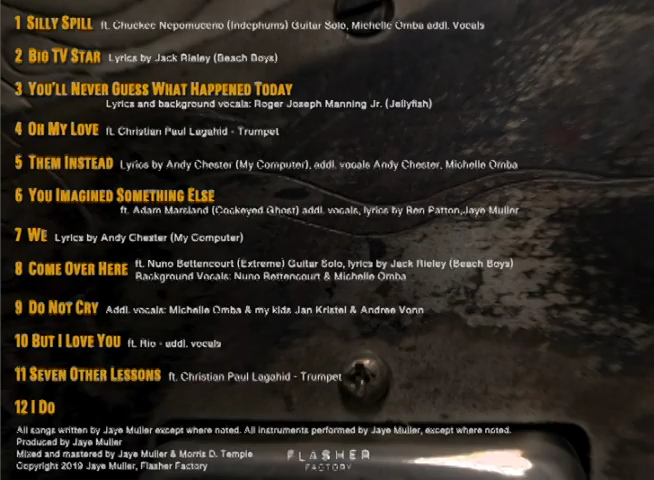 1 SILLY SPILL ft. Chuckee Nepomuceno (Indephums) Guitar Solo, Michelle Omba addl. Vocals
2 BIG TV STAR Lyrics by Jack Rieley (Beach Boys)
3 YOU'LL NEVER GUESS WHAT HAPPENED TODAY
Lyrics and background vocals: Roger Joseph Manning Jr. (Jellyfish)
4 OH MY LOVE ft. Christian Paul Lagahid - Trumpet
5 THEM INSTEAD Lyrics by Andy Chester (My Computer), addl. vocals Andy Chester, Michelle Omba
6 YOU IMAGINED SOMETHING ELSE
ft. Adam Marsland (Cockeyed Ghost) addl. vocals, lyrics by Ben Patton, Jaye Muller
7 WE Lyrics by Andy Chester (My Computer)
8 COME OVER HERE ft. Nuno Bettencourt (Extreme) Guitar Solo, lyrics by Jack Rieley (Beach Boys)
Background Vocals: Nuno Bettencourt & Michelle Omba
9 DO NOT CRY Addl. vocals: Michelle Omba & my kids Jan Kristel & Andree Vonn
10 BUT I LOVE YOU ft. Rio - addl. vocals
11 SEVEN OTHER LESSONS ft. Christian Paul Lagahid - Trumpet
12 I DO
All songs written by Jaye Muller except where noted. All instruments performed by Jaye Muller, except where noted.
Produced by Jaye Muller
Mixed and mastered by Jaye Muller & Morris D. Temple
Copyright 2019 Jaye Muller, Flasher Factory
FLASHER
FACTORY